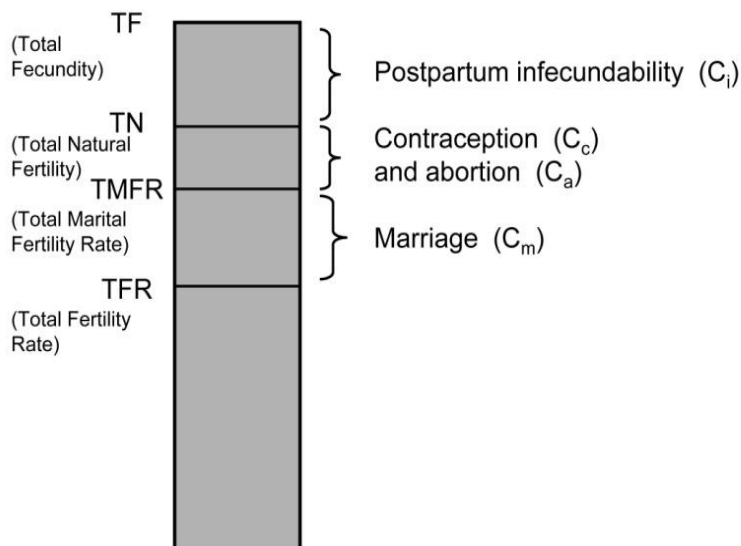 TF
(Total
Fecundity)
Postpartum infecundability (Cᵢ)
TN
(Total Natural
Fertility)
Contraception (C꜀)
and abortion (Cₐ)
TMFR
(Total Marital
Fertility Rate)
Marriage (Cₘ)
TFR
(Total Fertility
Rate)